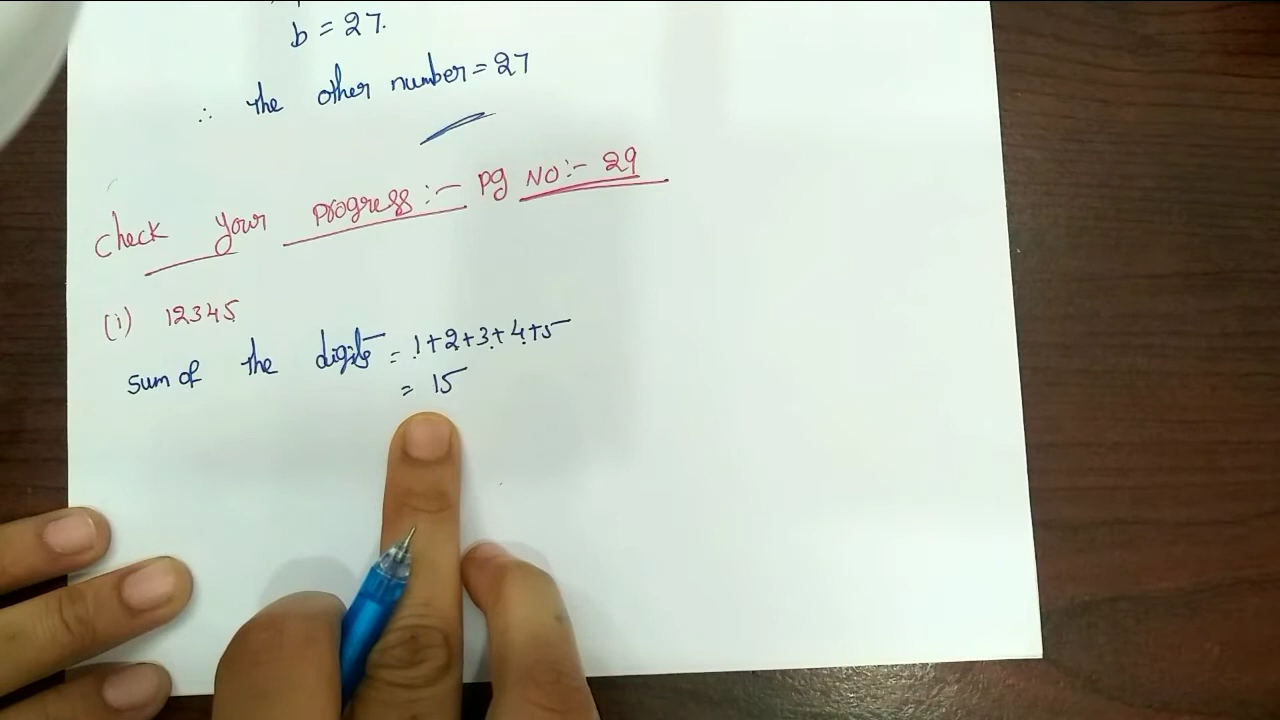 b = 27.
∴ the other number = 27
Check your progress:- Pg No:- 29
(i) 12345
Sum of the digits = 1+2+3+4+5
= 15